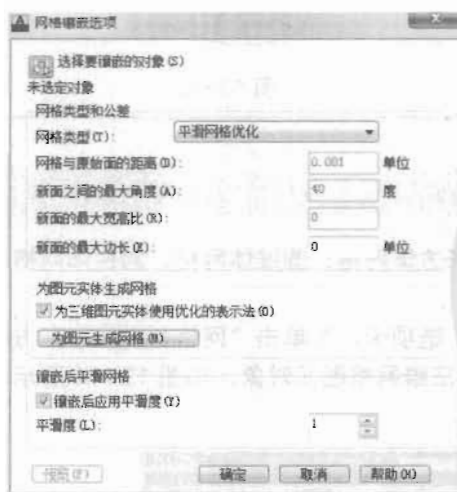 网格镶嵌选项
选择要镶嵌的对象(S)
未选定对象
网格类型和公差
网格类型(T): 平滑网格优化
网格与原始面的距离(D): 0.001 单位
新面之间的最大角度(A): 40 度
新面的最大宽高比(R): 0
新面的最大边长(X): 0 单位
为图元实体生成网格
为三维图元实体使用优化的表示法(O)
为图元生成网格(M)...
镶嵌后平滑网格
镶嵌后应用平滑度(Y)
平滑度(L): 1
预览(P) 确定 取消 帮助(H)